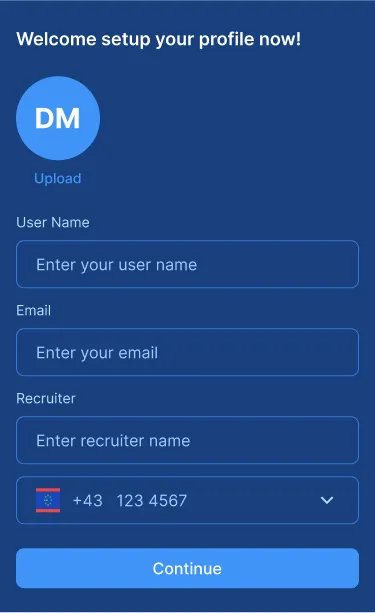 Welcome setup your profile now!
DM
Upload
User Name
Enter your user name
Email
Enter your email
Recruiter
Enter recruiter name
+43 123 4567
Continue